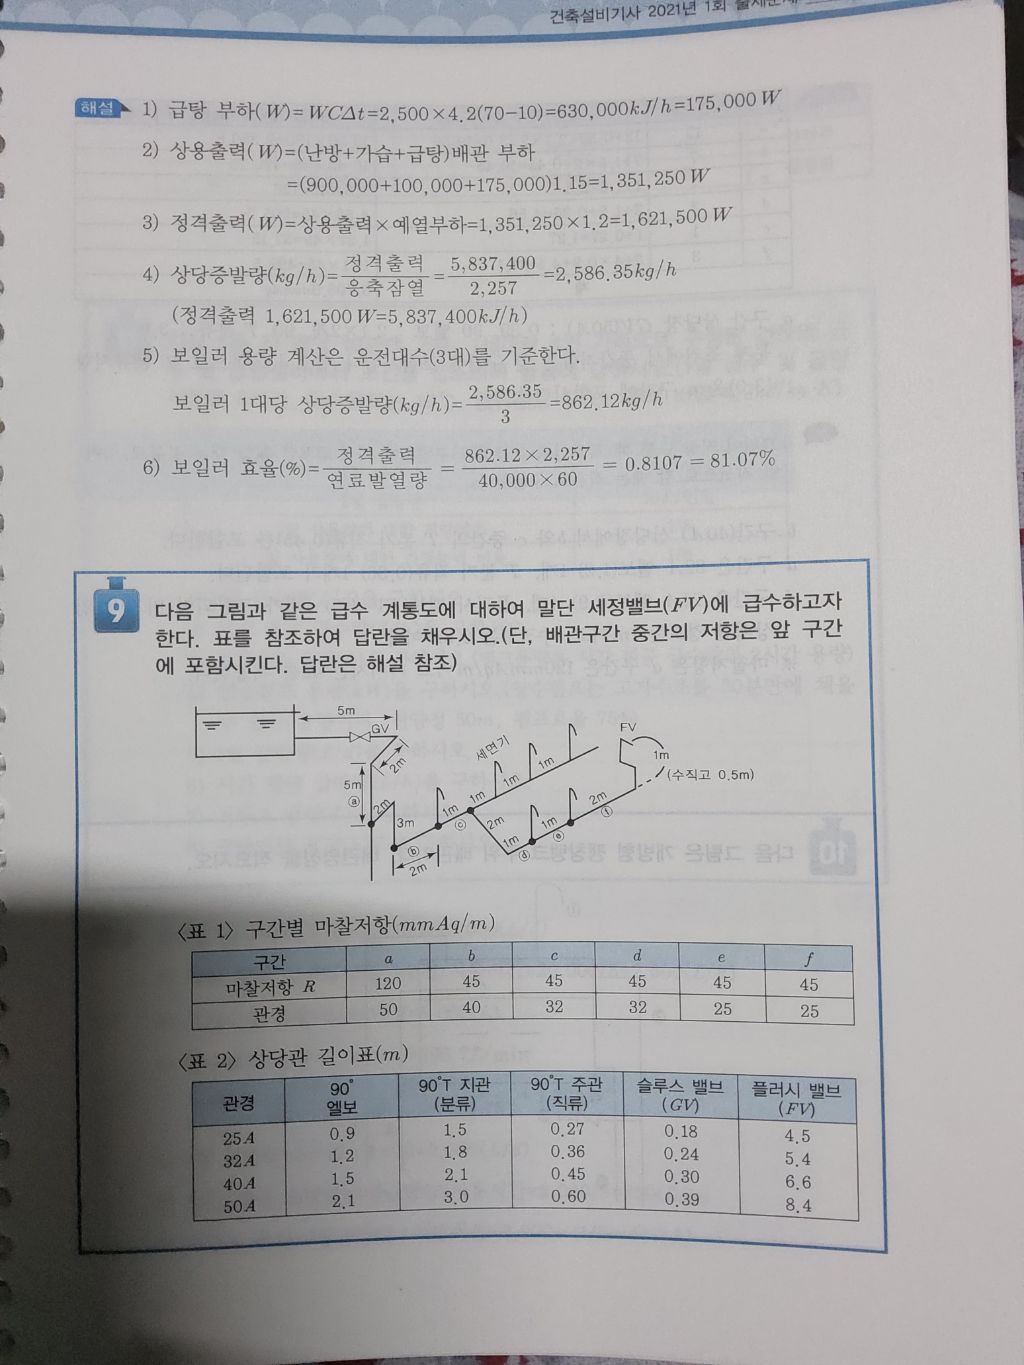 건축설비기사 2021년 1회
해설 1) 급탕 부하(W)=WCΔt=2,500×4.2(70-10)=630,000kJ/h=175,000W
2) 상용출력(W)=(난방+가습+급탕)배관 부하
=(900,000+100,000+175,000)1.15=1,351,250W
3) 정격출력(W)=상용출력×예열부하=1,351,250×1.2=1,621,500W
4) 상당증발량(kg/h)=정격출력/응축잠열=5,837,400/2,257=2,586.35kg/h
(정격출력 1,621,500W=5,837,400kJ/h)
5) 보일러 용량 계산은 운전대수(3대)를 기준한다.
보일러 1대당 상당증발량(kg/h)=2,586.35/3=862.12kg/h
6) 보일러 효율(%)=정격출력/연료발열량 = 862.12×2,257/40,000×60 = 0.8107 = 81.07%
9 다음 그림과 같은 급수 계통도에 대하여 말단 세정밸브(FV)에 급수하고자
한다. 표를 참조하여 답란을 채우시오.(단, 배관구간 중간의 저항은 앞 구간
에 포함시킨다. 답란은 해설 참조)
5m
GV
2m
5m
ⓐ
2m
3m
ⓑ
2m
1m
ⓒ
1m
세면기
1m
1m
2m
1m
ⓓ
1m
ⓔ
2m
ⓕ
FV
1m
(수직고 0.5m)
〈표 1〉 구간별 마찰저항(mmAq/m)
구간 a b c d e f
마찰저항 R 120 45 45 45 45 45
관경 50 40 32 32 25 25
〈표 2〉 상당관 길이표(m)
관경 90° 엘보 90°T 지관 (분류) 90°T 주관 (직류) 슬루스 밸브 (GV) 플러시 밸브 (FV)
25A 0.9 1.5 0.27 0.18 4.5
32A 1.2 1.8 0.36 0.24 5.4
40A 1.5 2.1 0.45 0.30 6.6
50A 2.1 3.0 0.60 0.39 8.4